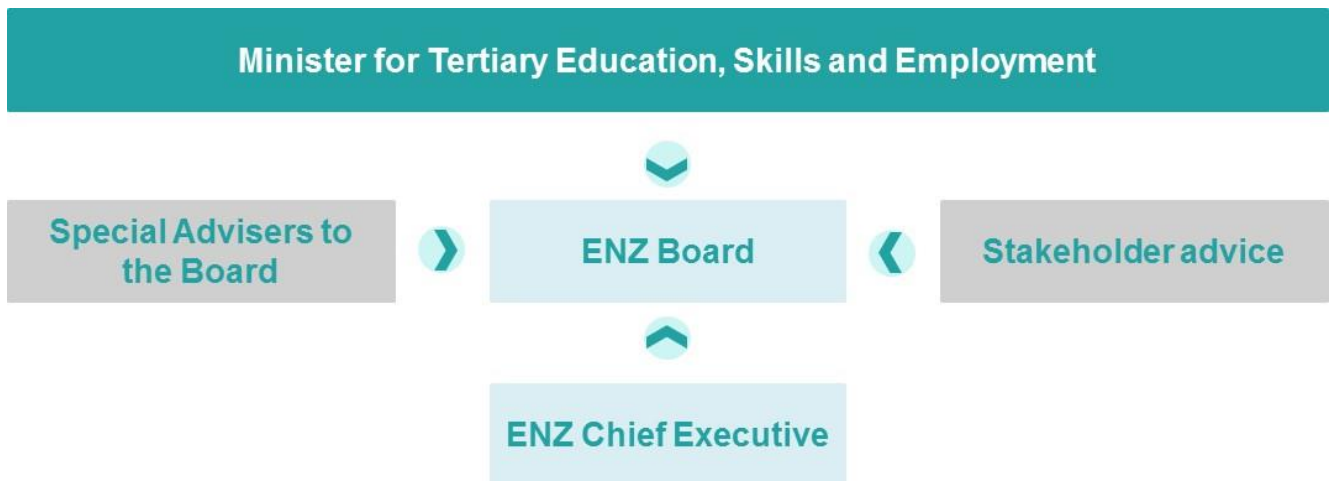 Minister for Tertiary Education, Skills and Employment
Special Advisers to
the Board
ENZ Board
Stakeholder advice
ENZ Chief Executive